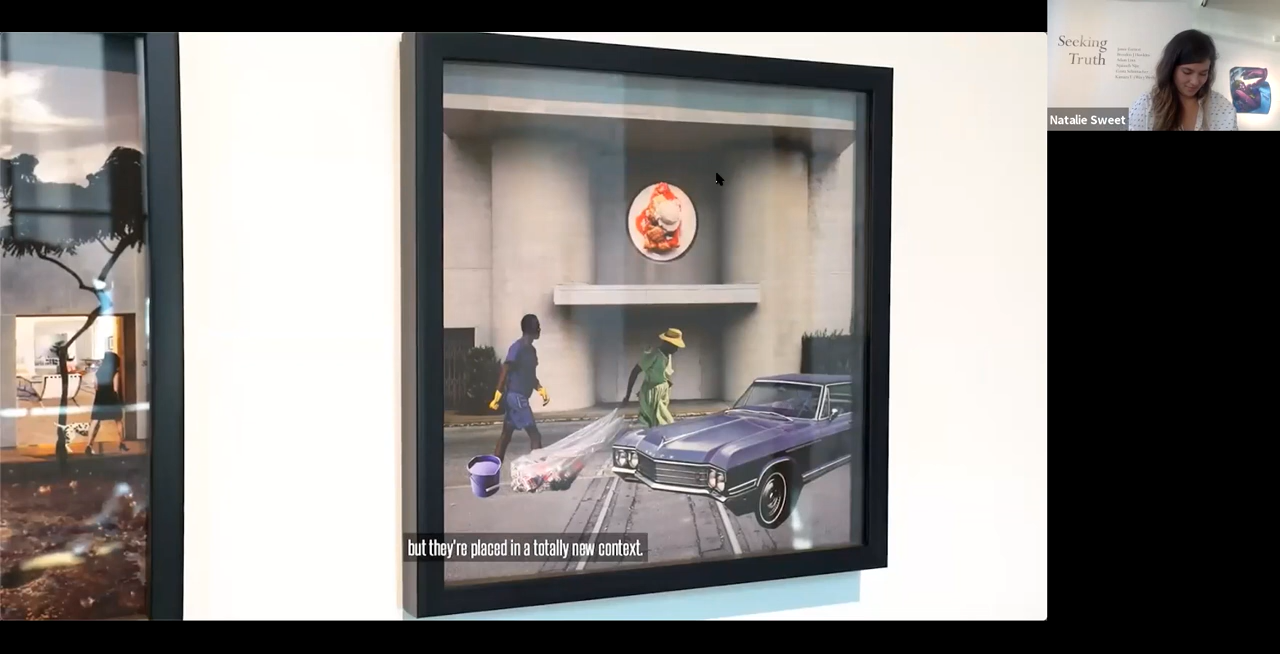 Seeking
Truth
Natalie Sweet
but they're placed in a totally new context.